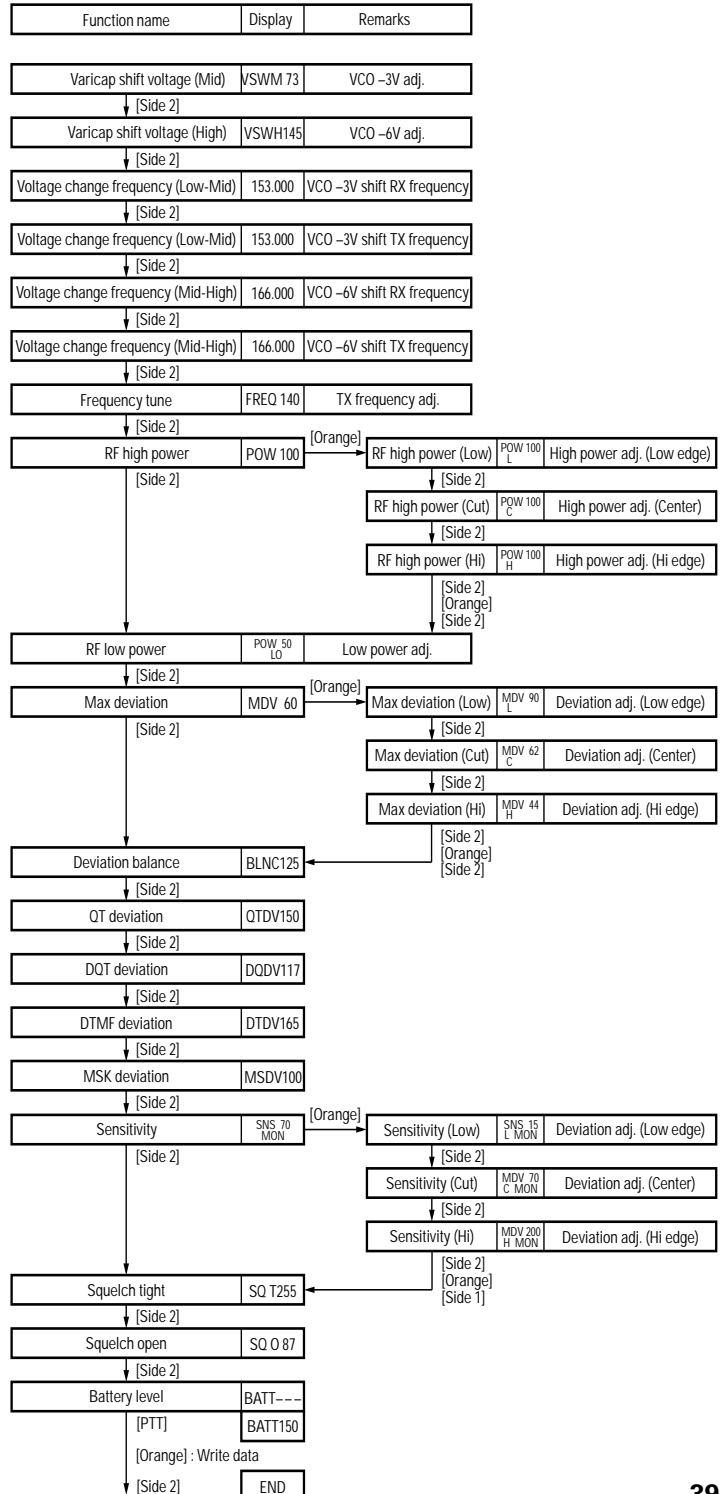 Function name Display Remarks
Varicap shift voltage (Mid) VSWM 73 VCO –3V adj.
[Side 2]
Varicap shift voltage (High) VSWH145 VCO –6V adj.
[Side 2]
Voltage change frequency (Low-Mid) 153.000 VCO –3V shift RX frequency
[Side 2]
Voltage change frequency (Low-Mid) 153.000 VCO –3V shift TX frequency
[Side 2]
Voltage change frequency (Mid-High) 166.000 VCO –6V shift RX frequency
[Side 2]
Voltage change frequency (Mid-High) 166.000 VCO –6V shift TX frequency
[Side 2]
Frequency tune FREQ 140 TX frequency adj.
[Side 2]
RF high power POW 100 [Orange] RF high power (Low) POW 100 L High power adj. (Low edge)
[Side 2] [Side 2]
RF high power (Cut) POW 100 C High power adj. (Center)
[Side 2]
RF high power (Hi) POW 100 H High power adj. (Hi edge)
[Side 2]
[Orange]
[Side 2]
RF low power POW 50 LO Low power adj.
[Side 2]
Max deviation MDV 60 [Orange] Max deviation (Low) MDV 90 L Deviation adj. (Low edge)
[Side 2] [Side 2]
Max deviation (Cut) MDV 62 C Deviation adj. (Center)
[Side 2]
Max deviation (Hi) MDV 44 H Deviation adj. (Hi edge)
[Side 2]
[Orange]
[Side 2]
Deviation balance BLNC125
[Side 2]
QT deviation QTDV150
[Side 2]
DQT deviation DQDV117
[Side 2]
DTMF deviation DTDV165
[Side 2]
MSK deviation MSDV100
[Side 2]
Sensitivity SNS 70 MON [Orange] Sensitivity (Low) SNS 15 L MON Deviation adj. (Low edge)
[Side 2] [Side 2]
Sensitivity (Cut) MDV 70 C MON Deviation adj. (Center)
[Side 2]
Sensitivity (Hi) MDV 200 H MON Deviation adj. (Hi edge)
[Side 2]
[Orange]
[Side 1]
Squelch tight SQ T255
[Side 2]
Squelch open SQ O 87
[Side 2]
Battery level BATT–––
[PTT] BATT150
[Orange] : Write data
[Side 2] END
39